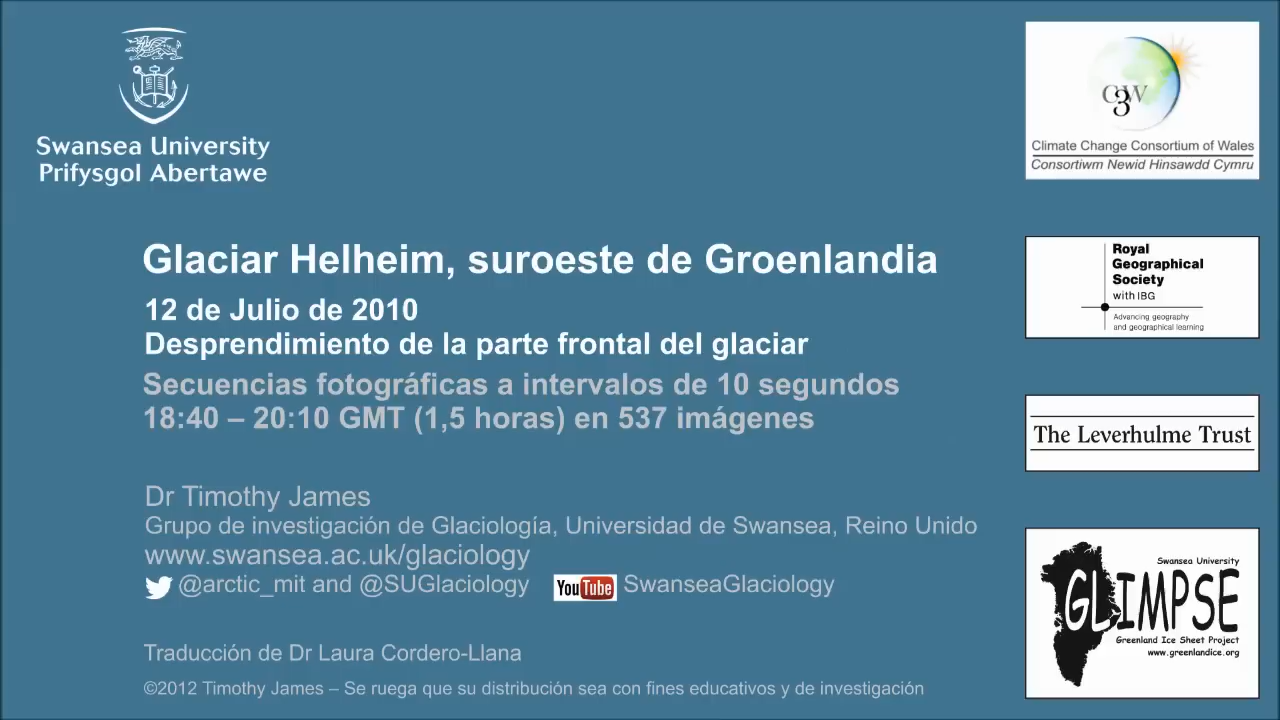 Swansea University
Prifysgol Abertawe
C3W
Climate Change Consortium of Wales
Consortiwm Newid Hinsawdd Cymru
Glaciar Helheim, suroeste de Groenlandia
12 de Julio de 2010
Desprendimiento de la parte frontal del glaciar
Secuencias fotográficas a intervalos de 10 segundos
18:40 – 20:10 GMT (1,5 horas) en 537 imágenes
Royal
Geographical
Society
with IBG
Advancing geography
and geographical learning
The Leverhulme Trust
Dr Timothy James
Grupo de investigación de Glaciología, Universidad de Swansea, Reino Unido
www.swansea.ac.uk/glaciology
@arctic_mit and @SUGlaciology YouTube SwanseaGlaciology
Swansea University
GLIMPSE
Greenland Ice Sheet Project
www.greenlandice.org
Traducción de Dr Laura Cordero-Llana
©2012 Timothy James – Se ruega que su distribución sea con fines educativos y de investigación